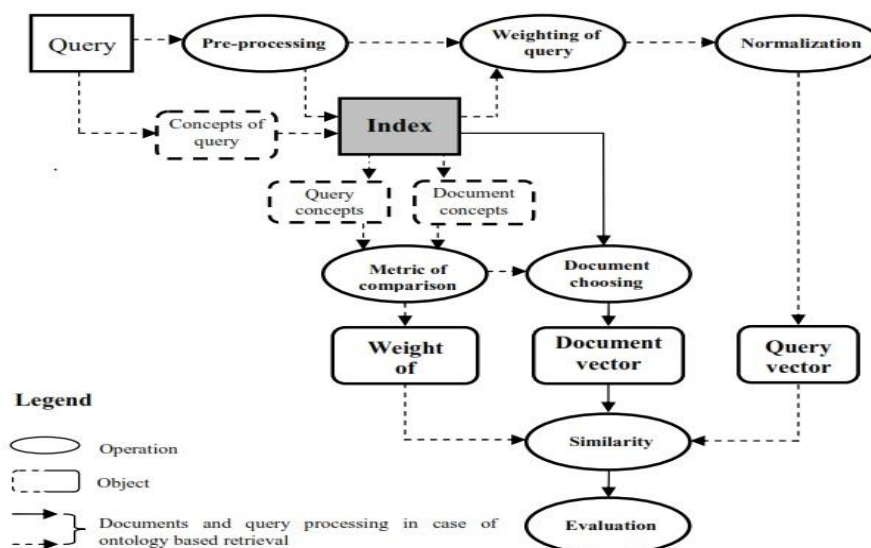 Query
Pre-processing
Weighting of
query
Normalization
Concepts of
query
Index
Query
concepts
Document
concepts
Metric of
comparison
Document
choosing
Weight
of
Document
vector
Query
vector
Legend
Similarity
Operation
Object
Documents and query processing in case of
ontology based retrieval
Evaluation